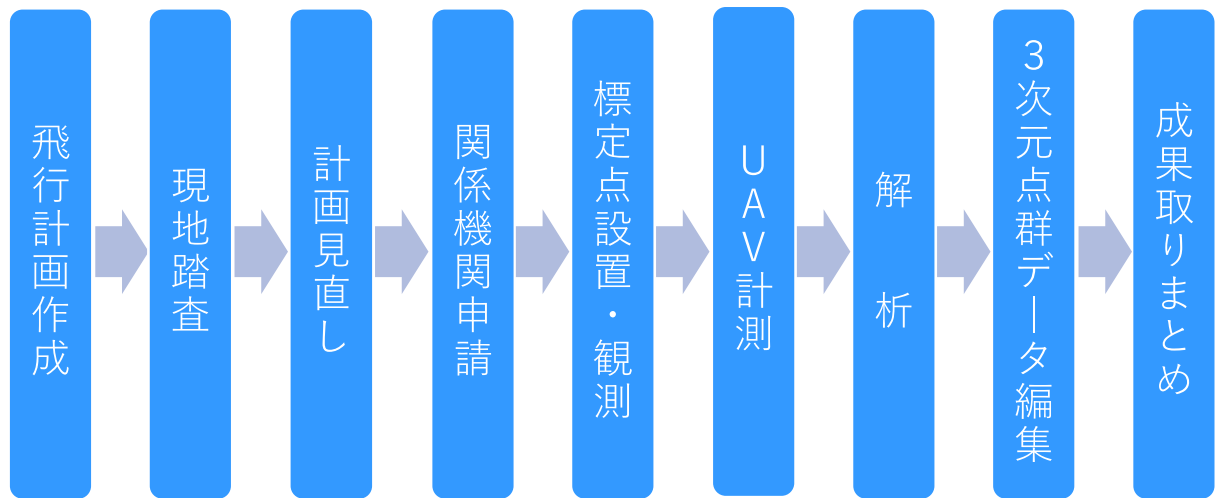 飛行計画作成
現地踏査
計画見直し
関係機関申請
標定点設置・観測
UAV計測
解析
3次元点群データ編集
成果取りまとめ